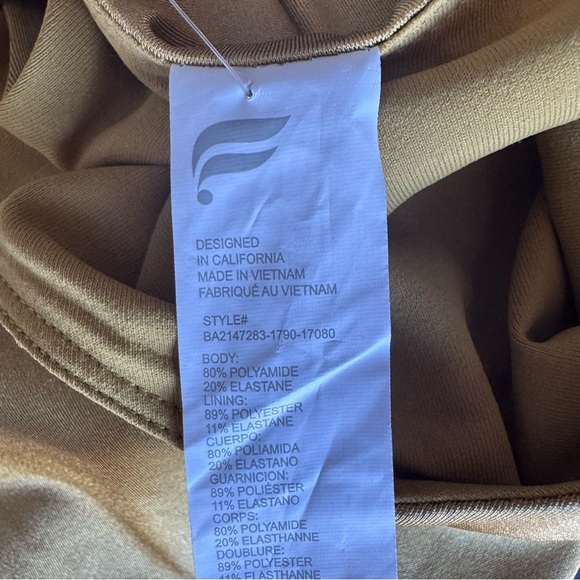 DESIGNED
IN CALIFORNIA
MADE IN VIETNAM
FABRIQUÉ AU VIETNAM
STYLE#
BA2147283-1790-17080
BODY:
80% POLYAMIDE
20% ELASTANE
LINING:
89% POLYESTER
11% ELASTANE
CUERPO:
80% POLIAMIDA
20% ELASTANO
GUARNICION:
89% POLIÉSTER
11% ELASTANO
CORPS:
80% POLYAMIDE
20% ELASTHANNE
DOUBLURE:
89% POLYESTER
11% ELASTHANNE